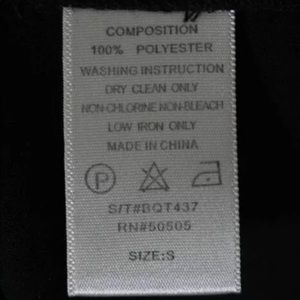 COMPOSITION
100% POLYESTER
WASHING INSTRUCTION
DRY CLEAN ONLY
NON-CHLORINE NON-BLEACH
LOW IRON ONLY
MADE IN CHINA
P
S/T#BQT437
RN#50505
SIZE:S